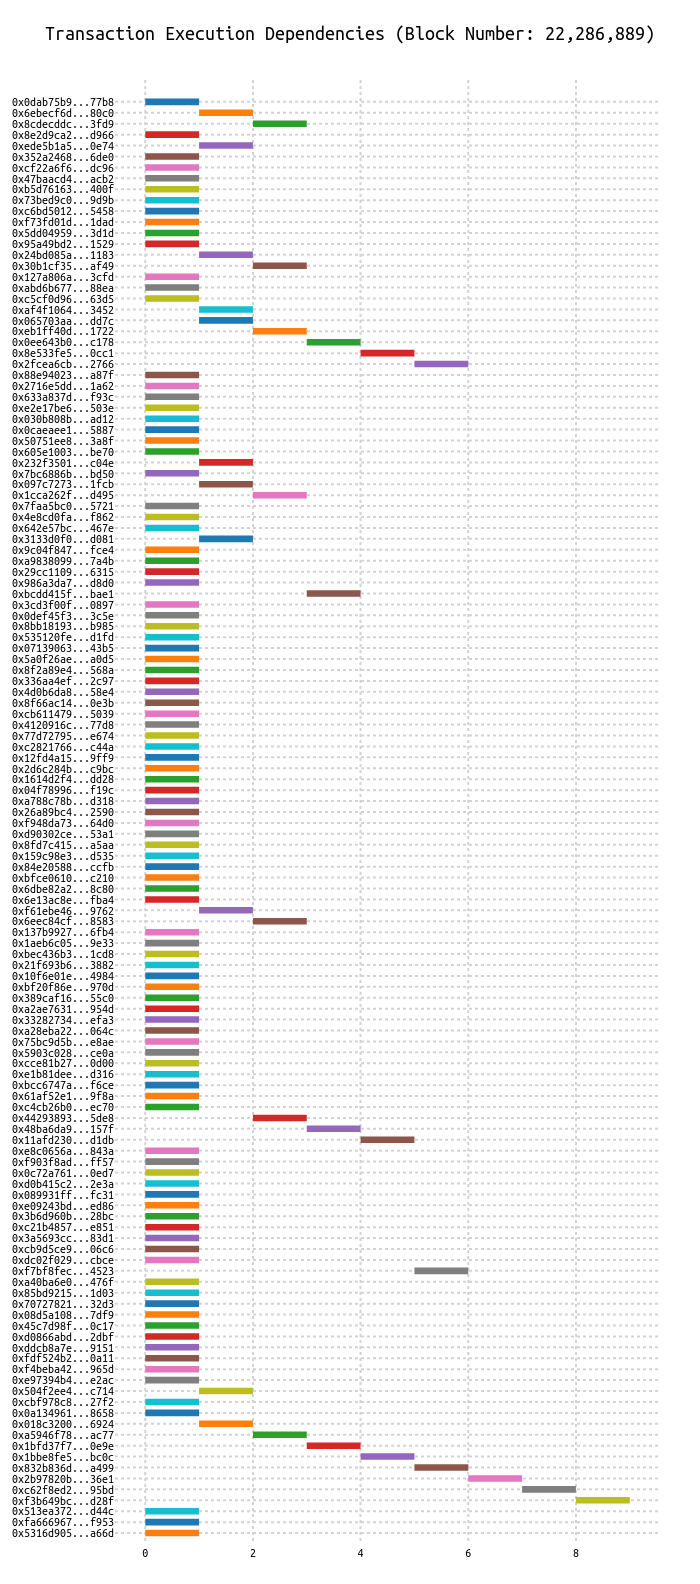 Transaction Execution Dependencies (Block Number: 22,286,889)
0x0dab75b9...77b8
0x6ebecf6d...80c0
0x8cdecddc...3fd9
0x8e2d9ca2...d966
0xede5b1a5...0e74
0x352a2468...6de0
0xcf22a6f6...dc96
0x47baacd4...acb2
0xb5d76163...400f
0x73bed9c0...9d9b
0xc6bd5012...5458
0xf73fd01d...1dad
0x5dd04959...3d1d
0x95a49bd2...1529
0x24bd085a...1183
0x30b1cf35...af49
0x127a806a...3cfd
0xabd6b677...88ea
0xc5cf0d96...63d5
0xaf4f1064...3452
0x065703aa...dd7c
0xeb1ff40d...1722
0x0ee643b0...c178
0x8e533fe5...0cc1
0x2fcea6cb...2766
0x88e94023...a87f
0x2716e5dd...1a62
0x633a837d...f93c
0xe2e17be6...503e
0x030b808b...ad12
0x0caeaee1...5887
0x50751ee8...3a8f
0x605e1003...be70
0x232f3501...c04e
0x7bc6886b...bd50
0x097c7273...1fcb
0x1cca262f...d495
0x7faa5bc0...5721
0x4e8cd0fa...f862
0x642e57bc...467e
0x3133d0f0...d081
0x9c04f847...fce4
0xa9838099...7a4b
0x29cc1109...6315
0x986a3da7...d8d0
0xbcdd415f...bae1
0x3cd3f00f...0897
0x0def45f3...3c5e
0x8bb18193...b985
0x535120fe...d1fd
0x07139063...43b5
0x5a0f26ae...a0d5
0x8f2a89e4...568a
0x336aa4ef...2c97
0x4d0b6da8...58e4
0x8f66ac14...0e3b
0xcb611479...5039
0x4120916c...77d8
0x77d72795...e674
0xc2821766...c44a
0x12fd4a15...9ff9
0x2d6c284b...c9bc
0x1614d2f4...dd28
0x04f78996...f19c
0xa788c78b...d318
0x26a89bc4...2590
0xf948da73...64d0
0xd90302ce...53a1
0x8fd7c415...a5aa
0x159c98e3...d535
0x84e20588...ccfb
0xbfce0610...c210
0x6dbe82a2...8c80
0x6e13ac8e...fba4
0xf61ebe46...9762
0x6eec84cf...8583
0x137b9927...6fb4
0x1aeb6c05...9e33
0xbec436b3...1cd8
0x21f693b6...3882
0x10f6e01e...4984
0xbf20f86e...970d
0x389caf16...55c0
0xa2ae7631...954d
0x33282734...efa3
0xa28eba22...064c
0x75bc9d5b...e8ae
0x5903c028...ce0a
0xcce81b27...0d00
0xe1b81dee...d316
0xbcc6747a...f6ce
0x61af52e1...9f8a
0xc4cb26b0...ec70
0x44293893...5de8
0x48ba6da9...157f
0x11afd230...d1db
0xe8c0656a...843a
0xf903f8ad...ff57
0x0c72a761...0ed7
0xd0b415c2...2e3a
0x089931ff...fc31
0xe09243bd...ed86
0x3b6d960b...28bc
0xc21b4857...e851
0x3a5693cc...83d1
0xcb9d5ce9...06c6
0xdc02f029...cbce
0xf7bf8fec...4523
0xa40ba6e0...476f
0x85bd9215...1d03
0x70727821...32d3
0x08d5a108...7df9
0x45c7d98f...0c17
0xd0866abd...2dbf
0xddcb8a7e...9151
0xfdf524b2...0a11
0xf4beba42...965d
0xe97394b4...e2ac
0x504f2ee4...c714
0xcbf978c8...27f2
0x0a134961...8658
0x018c3200...6924
0xa5946f78...ac77
0x1bfd37f7...0e9e
0x1bbe8fe5...bc0c
0x832b836d...a499
0x2b97820b...36e1
0xc62f8ed2...95bd
0xf3b649bc...d28f
0x513ea372...d44c
0xfa666967...f953
0x5316d905...a66d
0 2 4 6 8